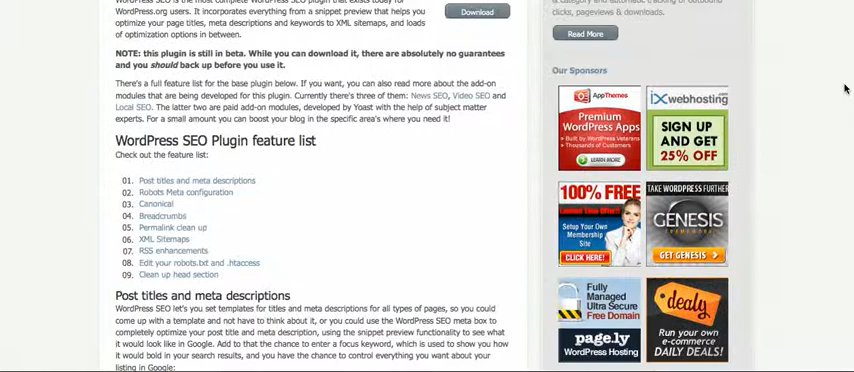 WordPress SEO is the most complete WordPress SEO plugin that exists today for
WordPress.org users. It incorporates everything from a snippet preview that helps you
optimize your page titles, meta descriptions and keywords to XML sitemaps, and loads
of optimization options in between.
Download
NOTE: this plugin is still in beta. While you can download it, there are absolutely no guarantees
and you should back up before you use it.
There's a full feature list for the base plugin below. If you want, you can also read more about the add-on
modules that are being developed for this plugin. Currently there's three of them: News SEO, Video SEO and
Local SEO. The latter two are paid add-on modules, developed by Yoast with the help of subject matter
experts. For a small amount you can boost your blog in the specific area's where you need it!
WordPress SEO Plugin feature list
Check out the feature list:
01. Post titles and meta descriptions
02. Robots Meta configuration
03. Canonical
04. Breadcrumbs
05. Permalink clean up
06. XML Sitemaps
07. RSS enhancements
08. Edit your robots.txt and .htaccess
09. Clean up head section
Post titles and meta descriptions
WordPress SEO let's you set templates for titles and meta descriptions for all types of pages, so you could
come up with a template and not have to think about it, or you could use the WordPress SEO meta box to
completely optimize your post title and meta description, using the snippet preview functionality to see what
it would look like in Google. Add to that the chance to enter a focus keyword, which is used to show you how
it would bold in your search results, and you have the chance to control everything you want about your
listing in Google:
& category and automatic tracking of outbound
clicks, pageviews & downloads.
Read More
Our Sponsors
AppThemes
Premium
WordPress Apps
Built by WordPress Veterans
Thousands of Customers
LEARN MORE
ixwebhosting
SIGN UP
AND GET
25% OFF
100% FREE
Limited Time Offer!!
Setup Your Own
Membership
Site
CLICK HERE!
TAKE WORDPRESS FURTHER
GENESIS
FRAMEWORK
GET GENESIS
Fully
Managed
Ultra Secure
Free Domain
page.ly
WordPress Hosting
dealy
Run your own
e-commerce
DAILY DEALS!